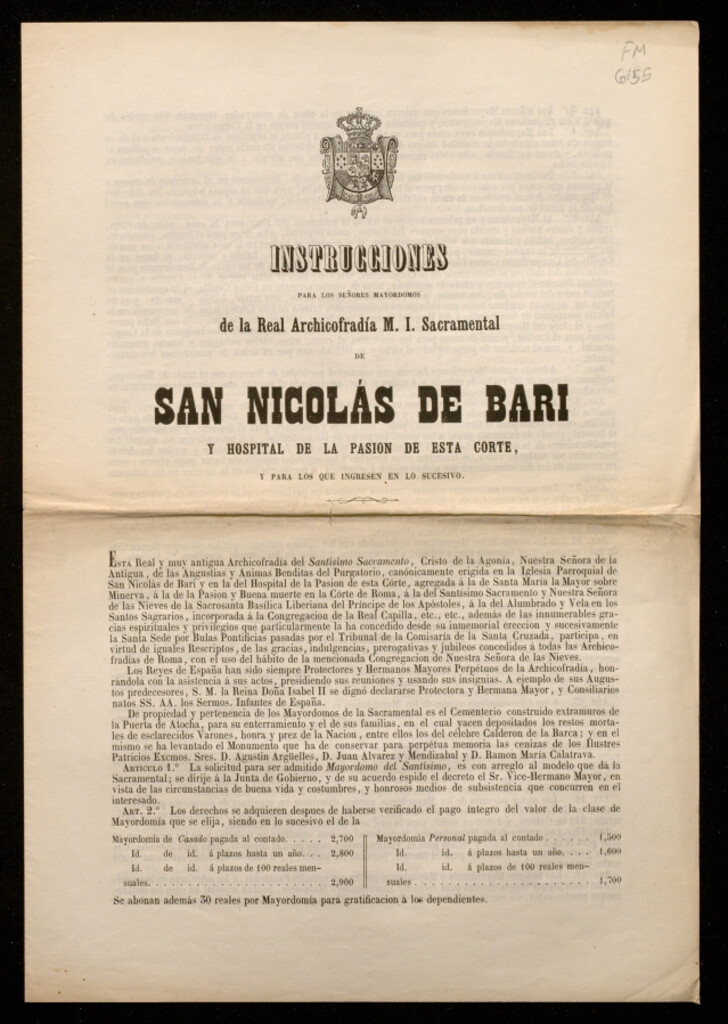 FM
6155
INSTRUCCIONES
PARA LOS SEÑORES MAYORDOMOS
de la Real Archicofradía M. I. Sacramental
DE
SAN NICOLÁS DE BARI
Y HOSPITAL DE LA PASION DE ESTA CORTE,
Y PARA LOS QUE INGRESEN EN LO SUCESIVO.
ESTA Real y muy antigua Archicofradía del Santísimo Sacramento, Cristo de la Agonía, Nuestra Señora de la
Antigua, de las Angustias y Animas Benditas del Purgatorio, canónicamente erigida en la Iglesia Parroquial de
San Nicolás de Bari y en la del Hospital de la Pasion de esta Córte, agregada á la de Santa María la Mayor sobre
Minerva, á la de la Pasion y Buena muerte en la Córte de Roma, á la del Santísimo Sacramento y Nuestra Señora
de las Nieves de la Sacrosanta Basílica Liberiana del Príncipe de los Apóstoles, á la del Alumbrado y Vela en los
Santos Sagrarios, incorporada á la Congregacion de la Real Capilla, etc., etc., además de las innumerables gra-
cias espirituales y privilegios que particularmente la ha concedido desde su inmemorial ereccion y sucesivamente
la Santa Sede por Bulas Pontificias pasadas por el Tribunal de la Comisaría de la Santa Cruzada, participa, en
virtud de iguales Rescriptos, de las gracias, indulgencias, prerogativas y jubileos concedidos á todas las Archico-
fradías de Roma, con el uso del hábito de la mencionada Congregacion de Nuestra Señora de las Nieves.
Los Reyes de España han sido siempre Protectores y Hermanos Mayores Perpétuos de la Archicofradía, hon-
rándola con la asistencia á sus actos, presidiendo sus reuniones y usando sus insignias. A ejemplo de sus Augus-
tos predecesores, S. M. la Reina Doña Isabel II se dignó declararse Protectora y Hermana Mayor, y Consiliarios
natos SS. AA. los Sermos. Infantes de España.
De propiedad y pertenencia de los Mayordomos de la Sacramental es el Cementerio construido extramuros de
la Puerta de Atocha, para su enterramiento y el de sus familias, en el cual yacen depositados los restos morta-
les de esclarecidos Varones, honra y prez de la Nacion, entre ellos los del célebre Calderon de la Barca; y en el
mismo se ha levantado el Monumento que ha de conservar para perpétua memoria las cenizas de los Ilustres
Patricios Excmos. Sres. D. Agustin Argüelles, D. Juan Alvarez y Mendizabal y D. Ramon María Calatrava.
ARTICULO 1.º La solicitud para ser admitido Mayordomo del Santísimo, es con arreglo al modelo que dá la
Sacramental; se dirije á la Junta de Gobierno, y de su acuerdo espide el decreto el Sr. Vice-Hermano Mayor, en
vista de las circunstancias de buena vida y costumbres, y honrosos medios de subsistencia que concurren en el
interesado.
ART. 2.º Los derechos se adquieren despues de haberse verificado el pago íntegro del valor de la clase de
Mayordomía que se elija, siendo en lo sucesivo el de la
Mayordomía de Casado pagada al contado. . . . . 2,700
Id. de id. á plazos hasta un año. . . 2,800
Id. de id. á plazos de 100 reales men-
suales. . . . . . . . . . . . . . . . . . . . . 2,900
Mayordomía Personal pagada al contado . . . . . . 1,500
Id. id. á plazos hasta un año. . . . 1,600
Id. id. á plazos de 100 reales men-
suales . . . . . . . . . . . . . . . . . . . . . 1,700
Se abonan además 30 reales por Mayordomía para gratificacion á los dependientes.